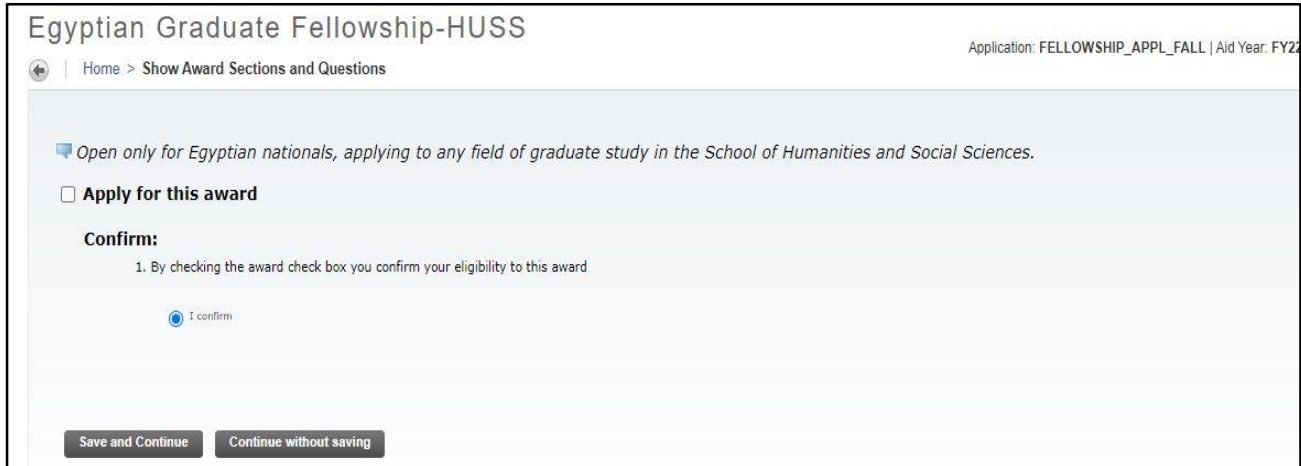 Egyptian Graduate Fellowship-HUSS
Application: FELLOWSHIP_APPL_FALL | Aid Year: FY22
Home > Show Award Sections and Questions
Open only for Egyptian nationals, applying to any field of graduate study in the School of Humanities and Social Sciences.
Apply for this award
Confirm:
1. By checking the award check box you confirm your eligibility to this award
I confirm
Save and Continue Continue without saving